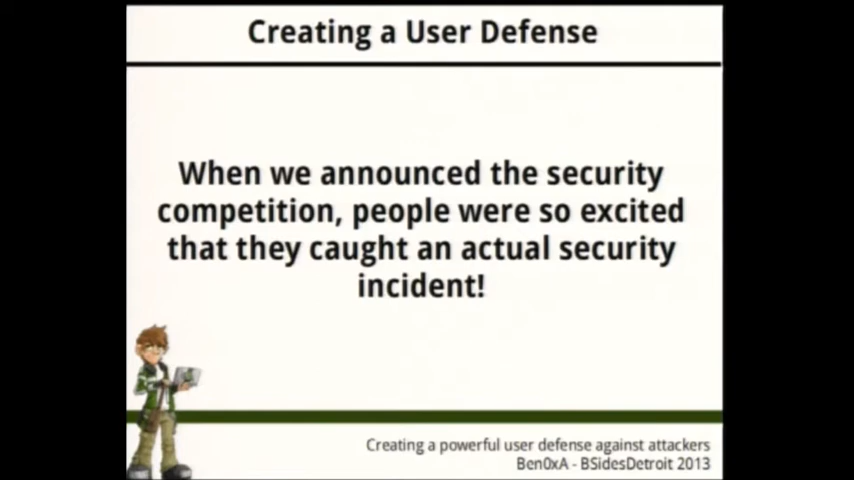 Creating a User Defense
When we announced the security
competition, people were so excited
that they caught an actual security
incident!
Creating a powerful user defense against attackers
Ben0xA - BSidesDetroit 2013